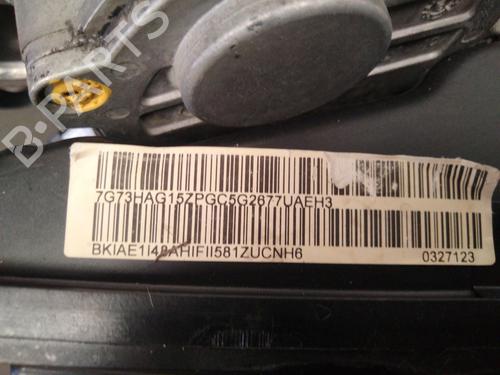 B-PARTS
7G73HAG15ZPGC5G2677UAEH3
BKIAE1I48AHIFII581ZUCNH6
0327123